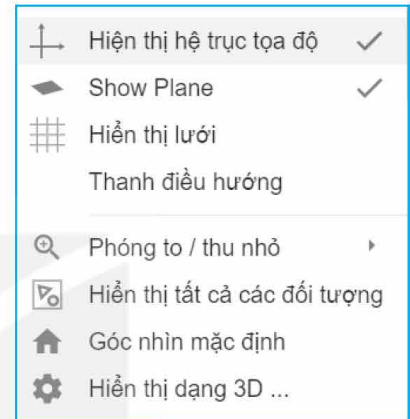 Hiện thị hệ trục tọa độ
Show Plane
Hiển thị lưới
Thanh điều hướng
Phóng to / thu nhỏ
Hiển thị tất cả các đối tượng
Góc nhìn mặc định
Hiển thị dạng 3D ...